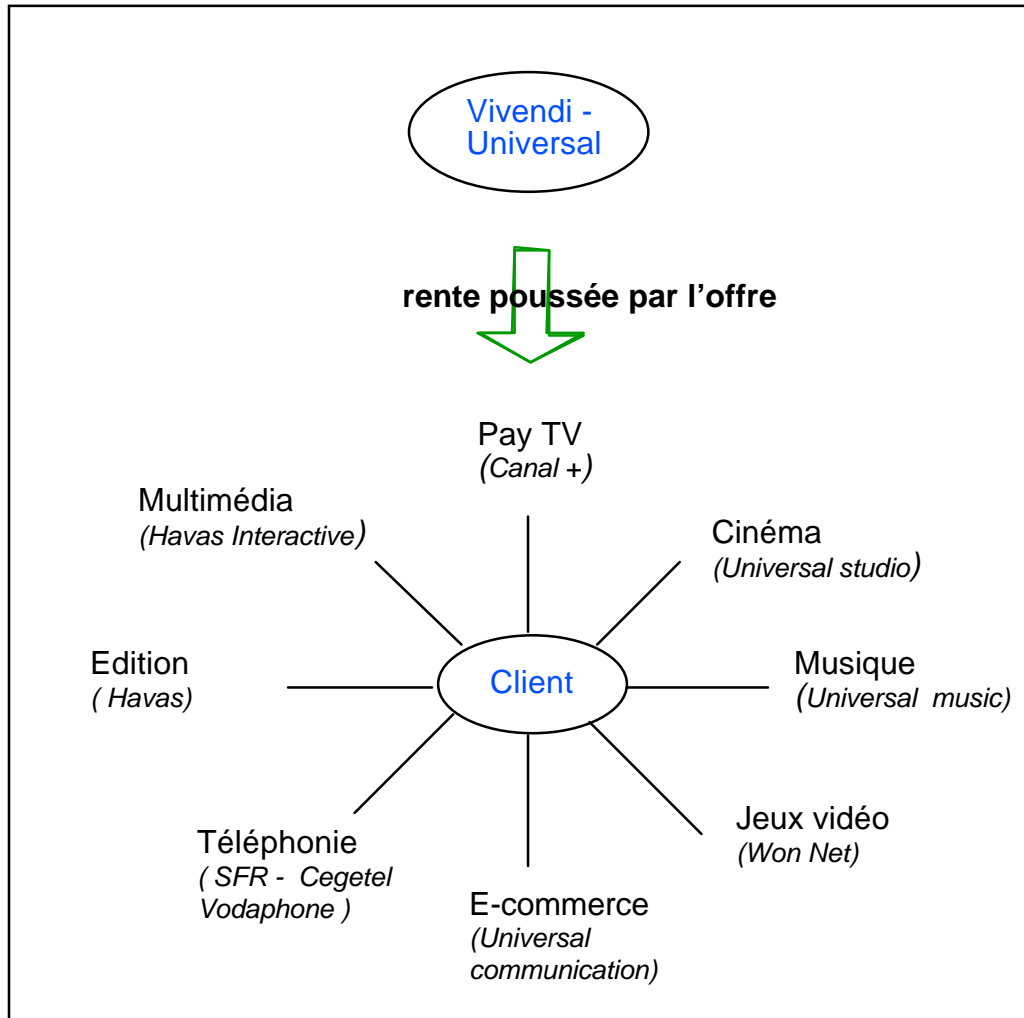 Vivendi -
Universal
rente poussée par l’offre
Pay TV
(Canal +)
Multimédia
(Havas Interactive)
Cinéma
(Universal studio)
Edition
( Havas)
Client
Musique
(Universal music)
Jeux vidéo
(Won Net)
Téléphonie
( SFR - Cegetel
Vodaphone )
E-commerce
(Universal
communication)